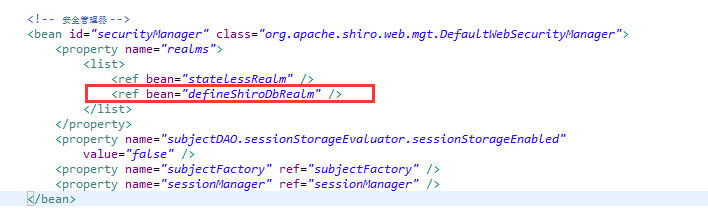 <!-- 安全管理器 -->
<bean id="securityManager" class="org.apache.shiro.web.mgt.DefaultWebSecurityManager">
<property name="realms">
<list>
<ref bean="statelessRealm" />
<ref bean="defineShiroDbRealm" />
</list>
</property>
<property name="subjectDAO.sessionStorageEvaluator.sessionStorageEnabled"
value="false" />
<property name="subjectFactory" ref="subjectFactory" />
<property name="sessionManager" ref="sessionManager" />
</bean>